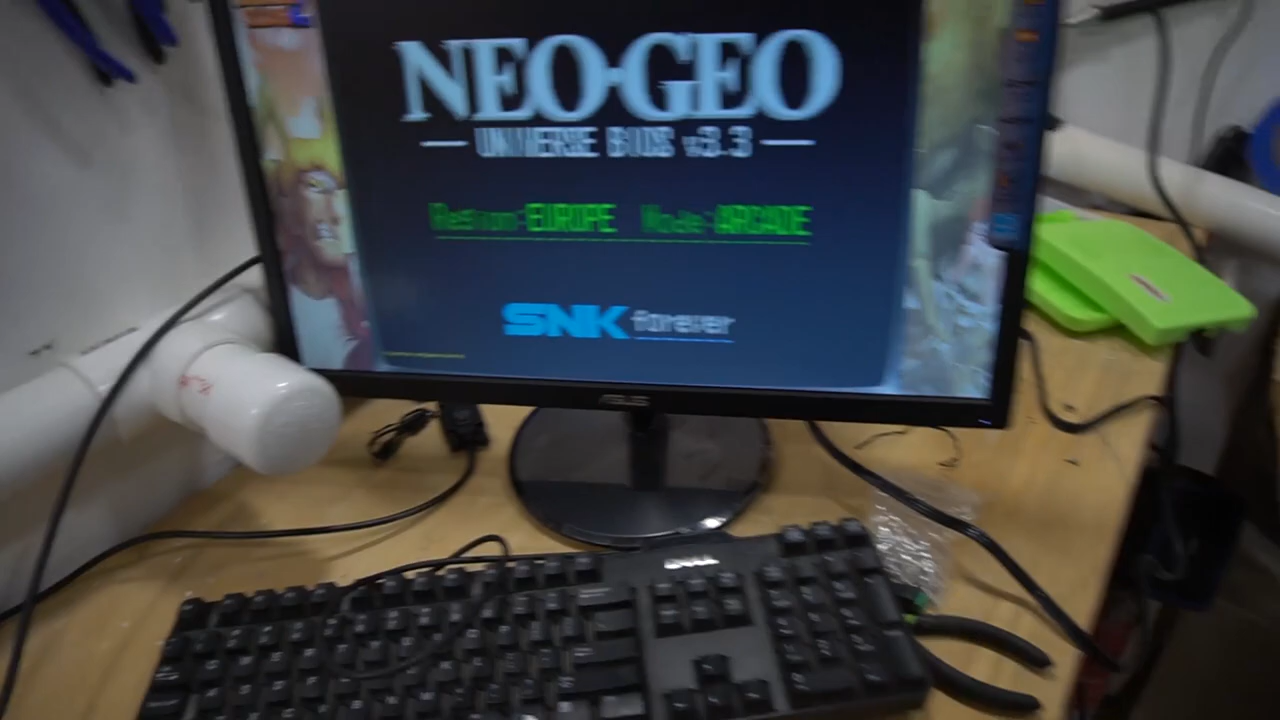 NEO·GEO
UNIVERSE BIOS v3.3
Region:EUROPE Mode:ARCADE
SNK forever
ASUS
DELL